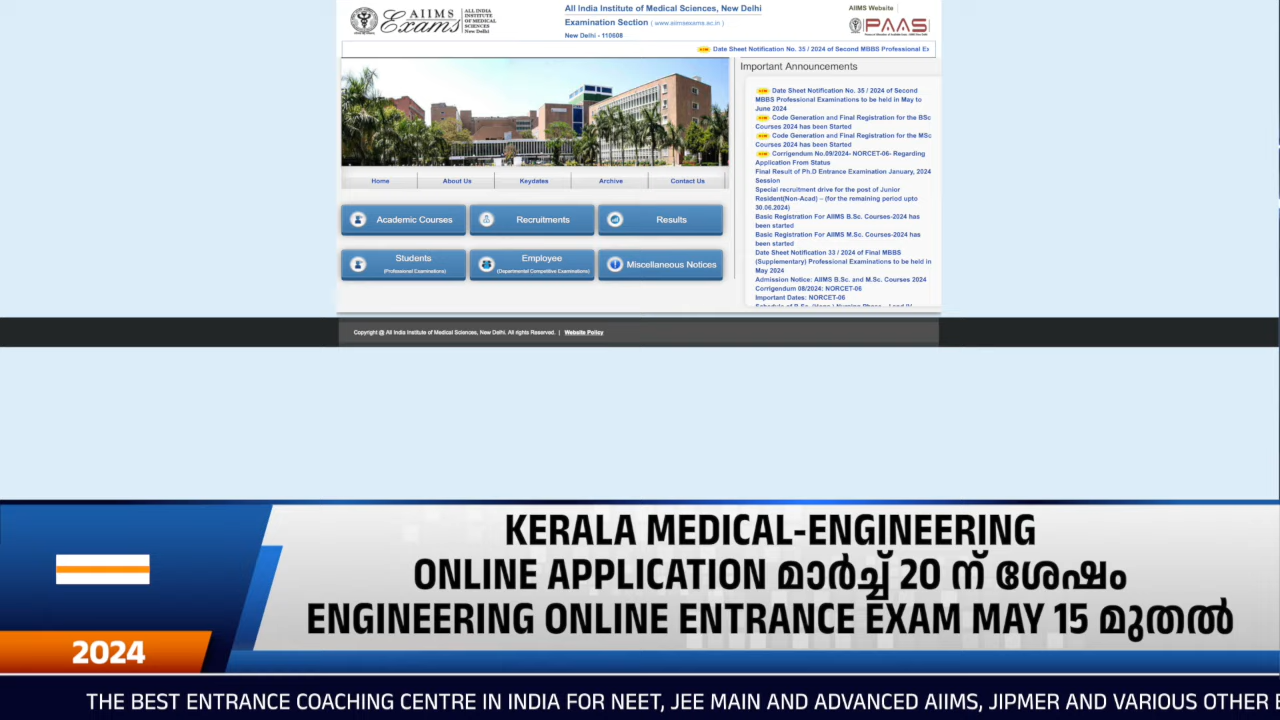 AIIMS
Exams
ALL INDIA
INSTITUTE
OF MEDICAL
SCIENCES
New Delhi
All India Institute of Medical Sciences, New Delhi
Examination Section ( www.aiimsexams.ac.in )
New Delhi - 110608
AIIMS Website
PAAS
Date Sheet Notification No. 35 / 2024 of Second MBBS Professional Ex
Important Announcements
Date Sheet Notification No. 35 / 2024 of Second
MBBS Professional Examinations to be held in May to
June 2024
Code Generation and Final Registration for the BSc
Courses 2024 has been Started
Code Generation and Final Registration for the MSc
Courses 2024 has been Started
Corrigendum No.09/2024- NORCET-06- Regarding
Application From Status
Final Result of Ph.D Entrance Examination January, 2024
Session
Special recruitment drive for the post of Junior
Resident(Non-Acad) – (for the remaining period upto
30.06.2024)
Basic Registration For AIIMS B.Sc. Courses-2024 has
been started
Basic Registration For AIIMS M.Sc. Courses-2024 has
been started
Date Sheet Notification 33 / 2024 of Final MBBS
(Supplementary) Professional Examinations to be held in
May 2024
Admission Notice: AIIMS B.Sc. and M.Sc. Courses 2024
Corrigendum 08/2024: NORCET-06
Important Dates: NORCET-06
Home
About Us
Keydates
Archive
Contact Us
Academic Courses
Recruitments
Results
Students
(Professional Examinations)
Employee
(Departmental Competitive Examinations)
Miscellaneous Notices
Copyright @ All India Institute of Medical Sciences, New Delhi. All rights Reserved. | Website Policy
KERALA MEDICAL-ENGINEERING
ONLINE APPLICATION മാർച്ച് 20 ന് ശേഷം
ENGINEERING ONLINE ENTRANCE EXAM MAY 15 മുതൽ
2024
THE BEST ENTRANCE COACHING CENTRE IN INDIA FOR NEET, JEE MAIN AND ADVANCED AIIMS, JIPMER AND VARIOUS OTHER E